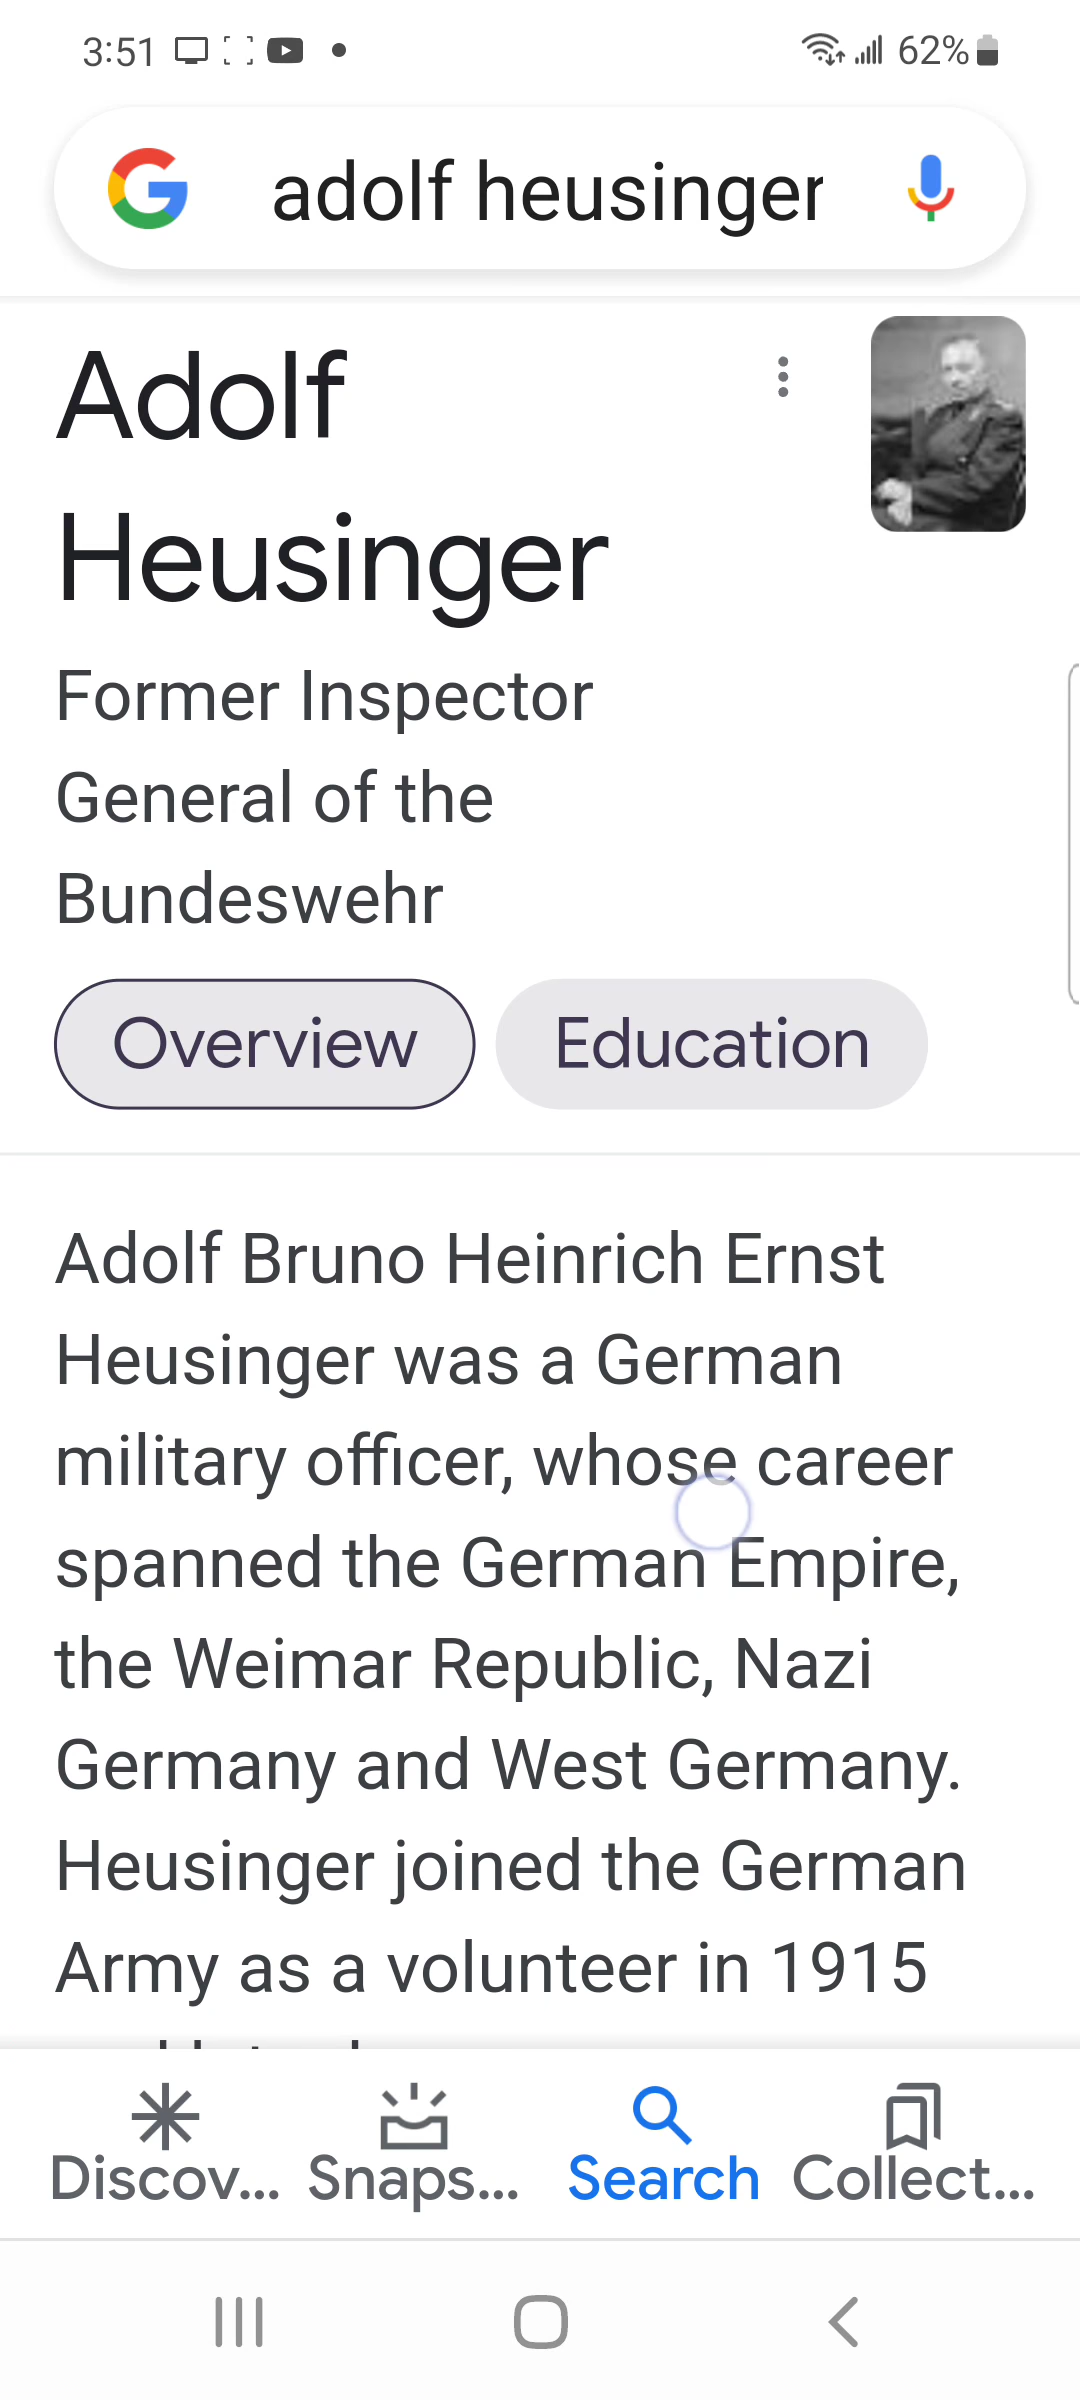 3:51 62%
adolf heusinger
Adolf
Heusinger
Former Inspector
General of the
Bundeswehr
Overview Education
Adolf Bruno Heinrich Ernst
Heusinger was a German
military officer, whose career
spanned the German Empire,
the Weimar Republic, Nazi
Germany and West Germany.
Heusinger joined the German
Army as a volunteer in 1915
Discov... Snaps... Search Collect...